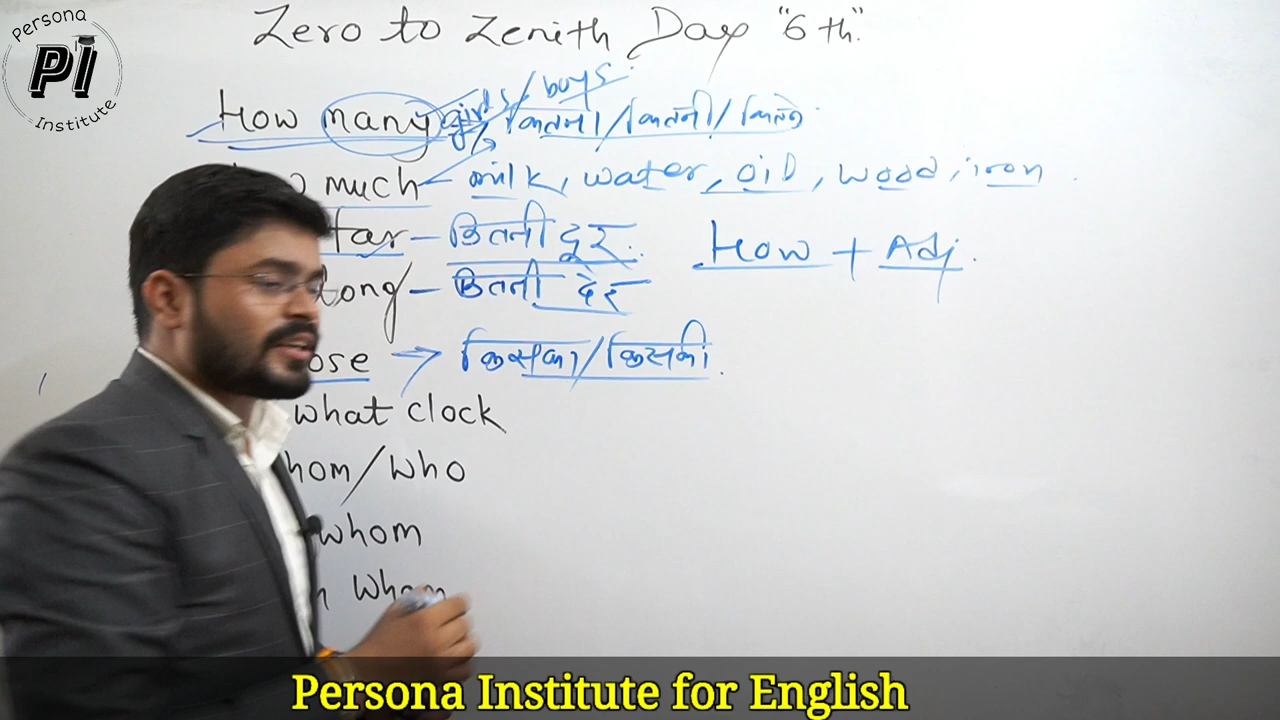 Persona
PI
Institute
Zero to Zenith Day "6th"
How many girls/boys
कितना/कितनी/कितने
much - milk, water, oil, wood, iron
far - कितनी दूर. How + Adj.
Long - कितनी देर
ose → किसका/किसकी.
what clock
hom/who
whom
Whom
Persona Institute for English